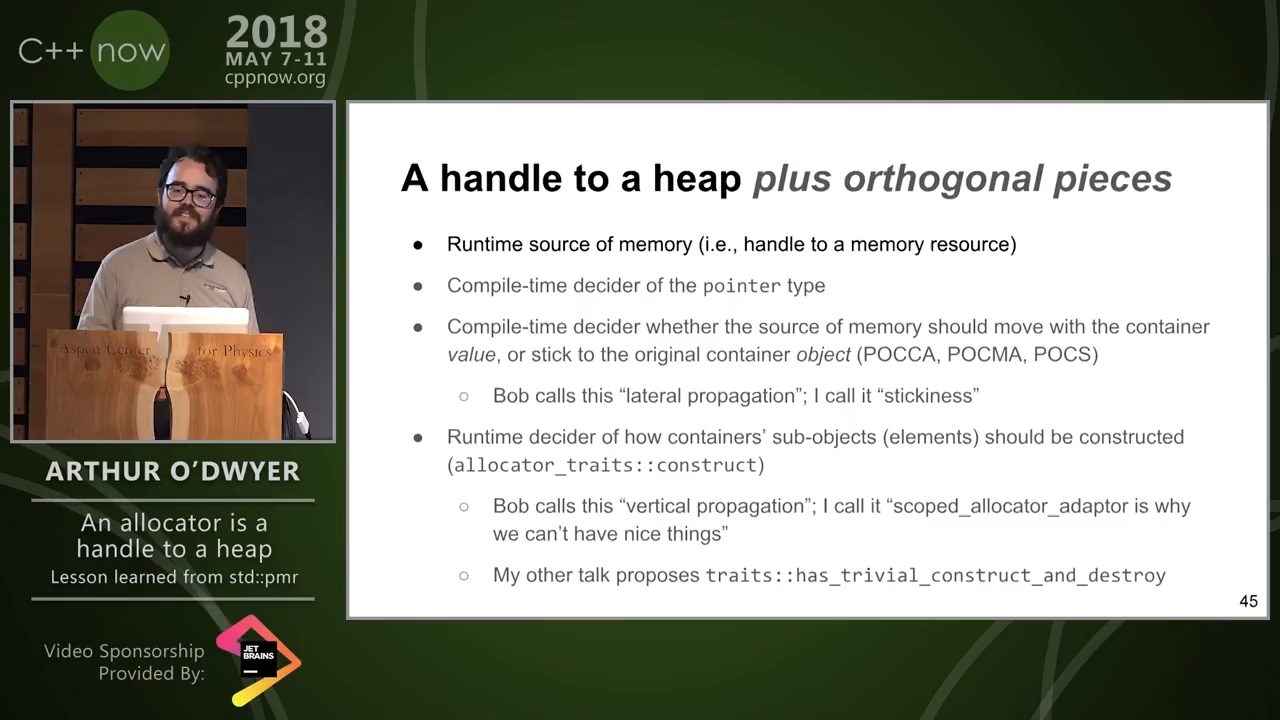 C++ now
2018
MAY 7-11
cppnow.org
Aspen Center for Physics
ARTHUR O'DWYER
An allocator is a
handle to a heap
Lesson learned from std::pmr
Video Sponsorship
Provided By:
JET
BRAINS
A handle to a heap plus orthogonal pieces
● Runtime source of memory (i.e., handle to a memory resource)
● Compile-time decider of the pointer type
● Compile-time decider whether the source of memory should move with the container
value, or stick to the original container object (POCCA, POCMA, POCS)
○ Bob calls this “lateral propagation”; I call it “stickiness”
● Runtime decider of how containers’ sub-objects (elements) should be constructed
(allocator_traits::construct)
○ Bob calls this “vertical propagation”; I call it “scoped_allocator_adaptor is why
we can’t have nice things”
○ My other talk proposes traits::has_trivial_construct_and_destroy
45